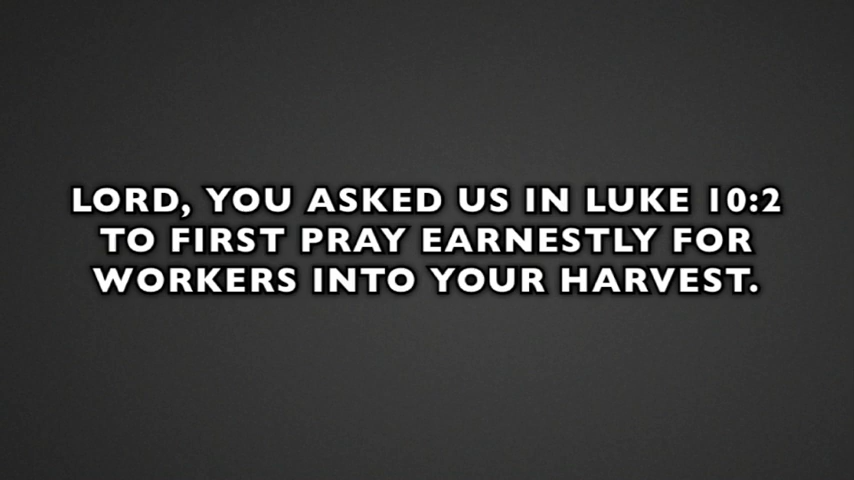 LORD, YOU ASKED US IN LUKE 10:2
TO FIRST PRAY EARNESTLY FOR
WORKERS INTO YOUR HARVEST.